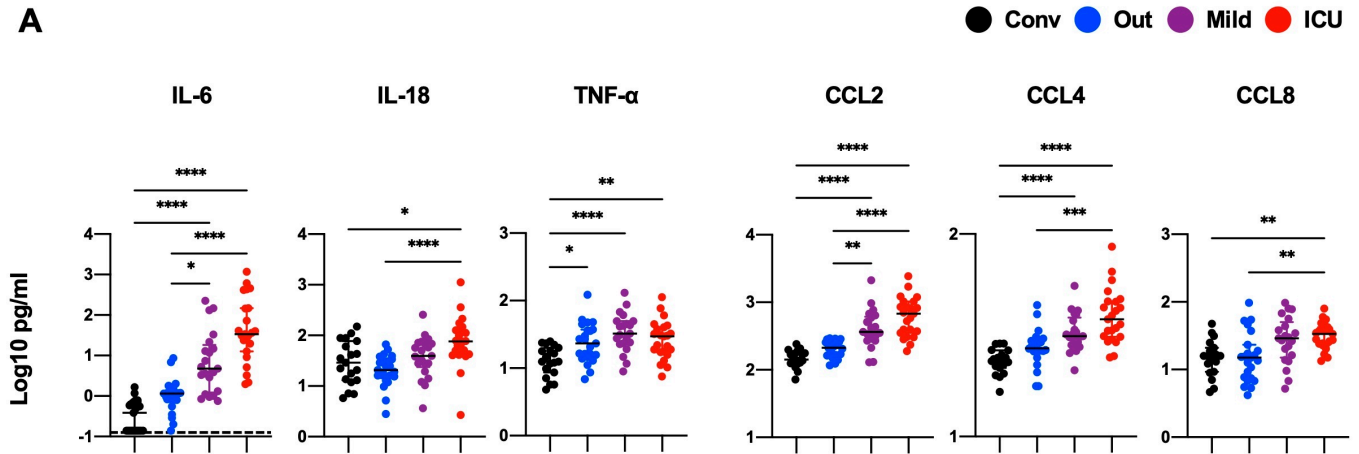 A
Conv Out Mild ICU
IL-6 IL-18 TNF-α CCL2 CCL4 CCL8
Log10 pg/ml
**** **** **** *
4 3 2 1 0 -1
* ****
4 3 2 1 0
** **** *
3 2 1 0
**** **** **** **
4 3 2 1
**** **** ***
2 1
** **
3 2 1 0